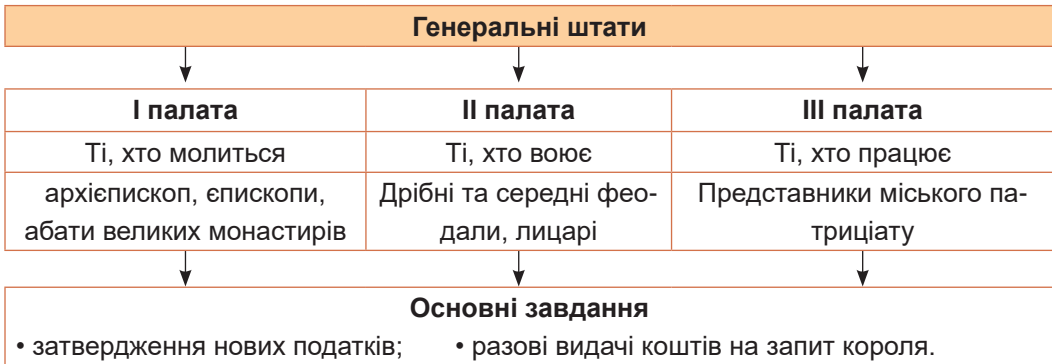 Генеральні штати
І палата
ІІ палата
ІІІ палата
Ті, хто молиться
Ті, хто воює
Ті, хто працює
архієпископ, єпископи,
абати великих монастирів
Дрібні та середні фео-
дали, лицарі
Представники міського па-
триціату
Основні завдання
• затвердження нових податків; • разові видачі коштів на запит короля.